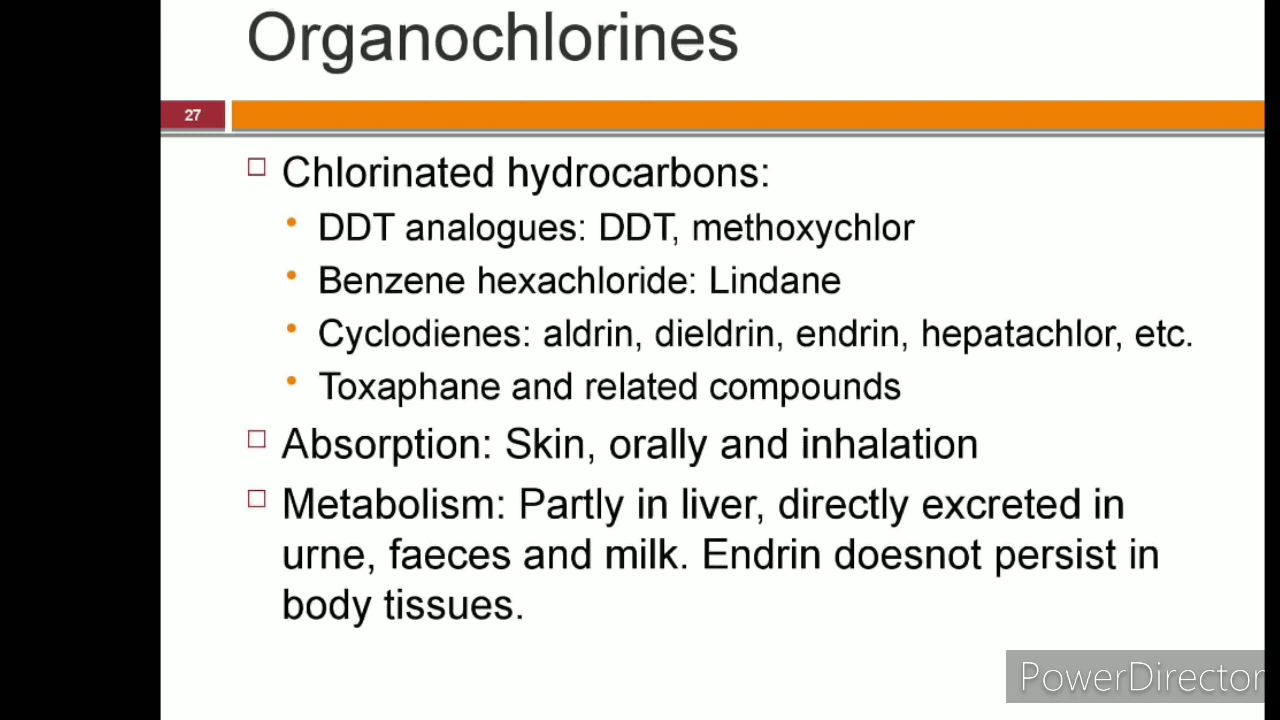 Organochlorines
27
Chlorinated hydrocarbons:
DDT analogues: DDT, methoxychlor
Benzene hexachloride: Lindane
Cyclodienes: aldrin, dieldrin, endrin, hepatachlor, etc.
Toxaphane and related compounds
Absorption: Skin, orally and inhalation
Metabolism: Partly in liver, directly excreted in
urne, faeces and milk. Endrin doesnot persist in
body tissues.
PowerDirector